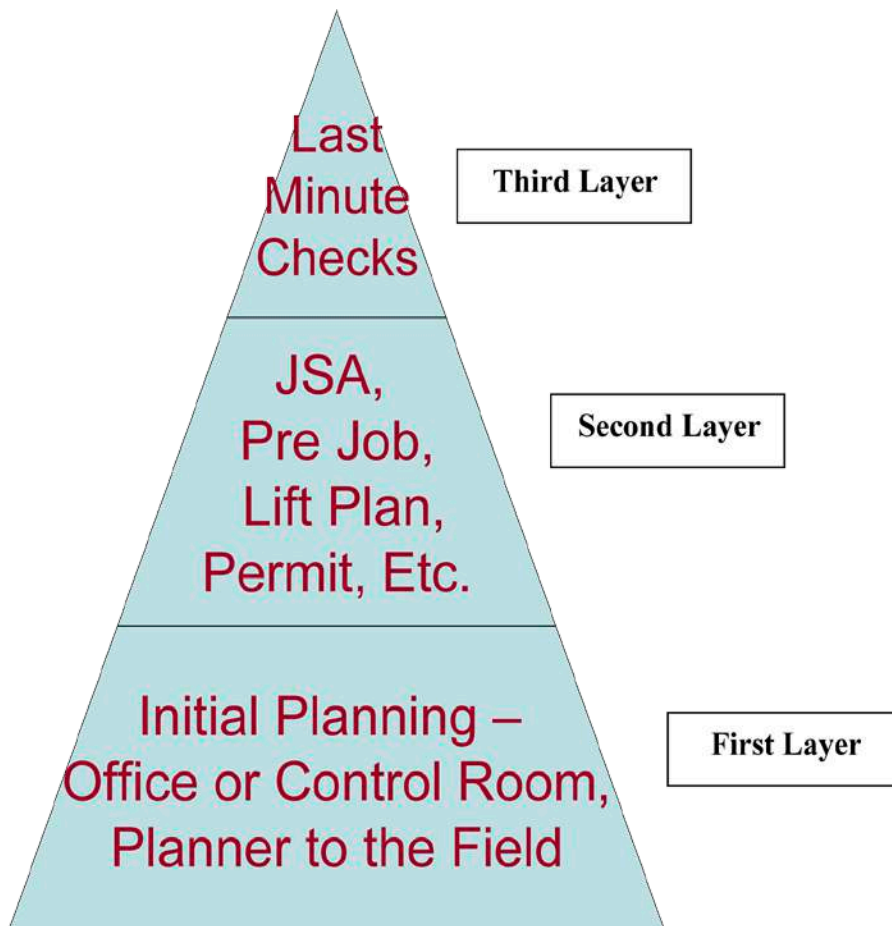 Last
Minute
Checks
Third Layer
JSA,
Pre Job,
Lift Plan,
Permit, Etc.
Second Layer
Initial Planning –
Office or Control Room,
Planner to the Field
First Layer